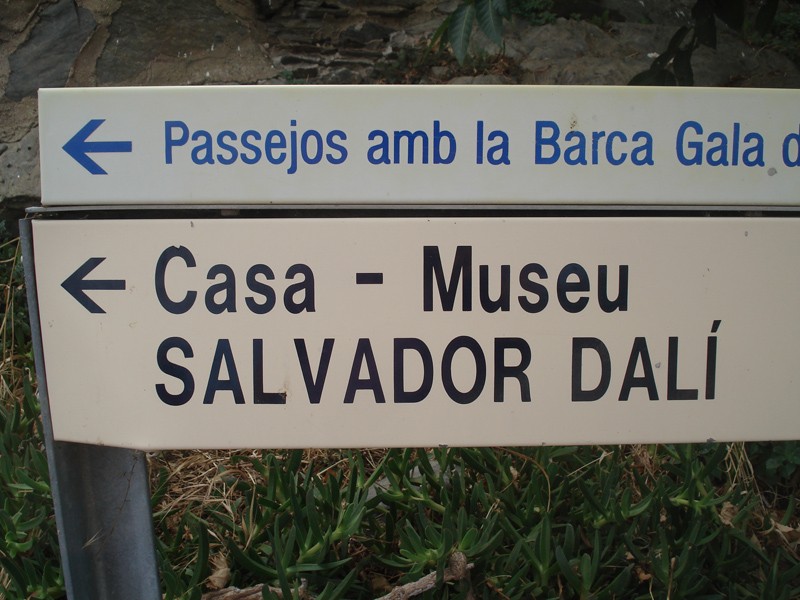 Passejos amb la Barca Gala
Casa - Museu
SALVADOR DALÍ